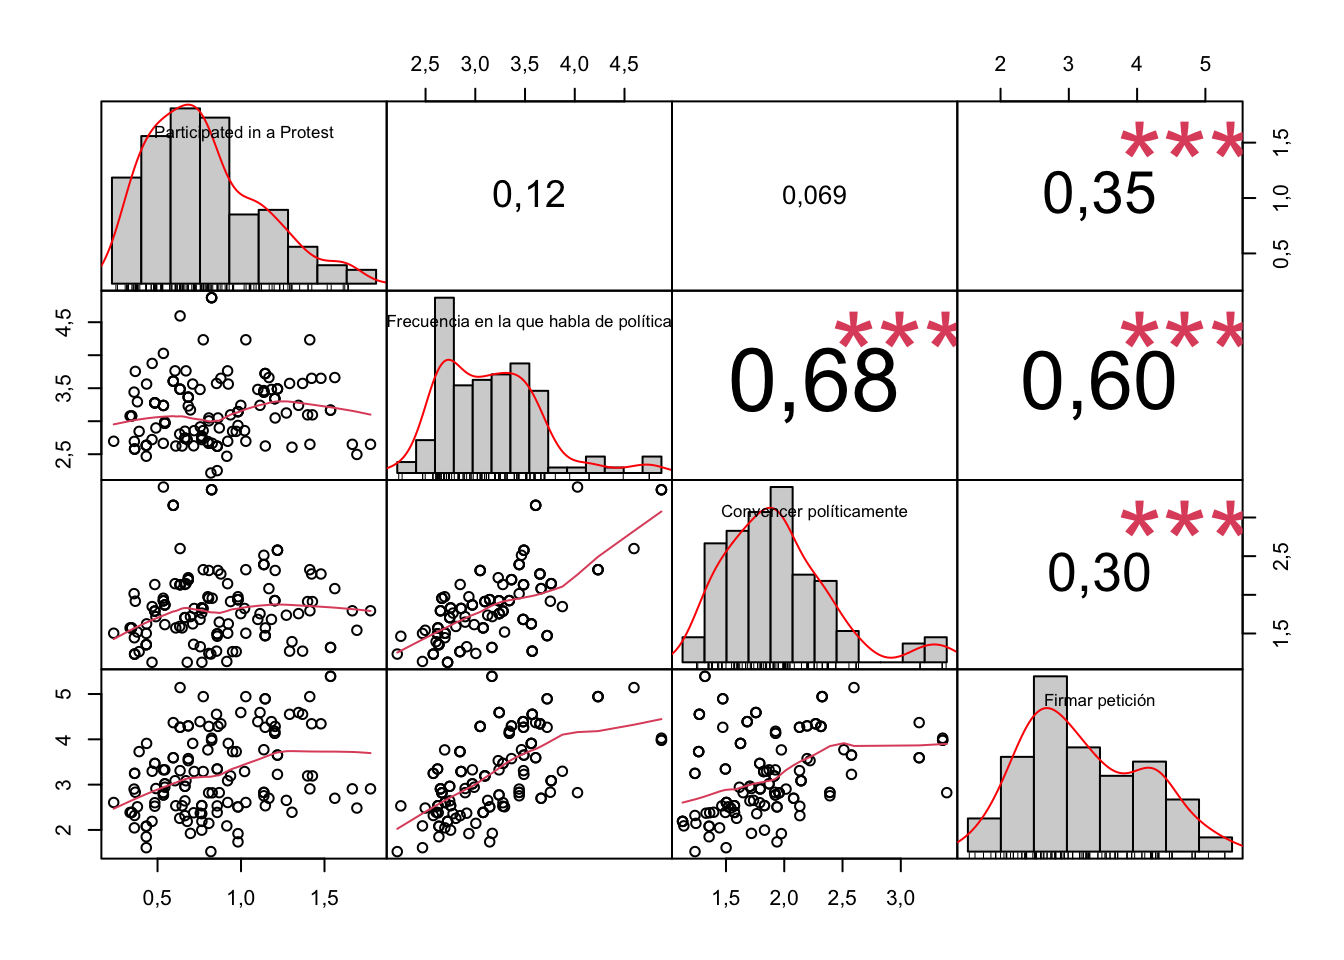 2,5 3,0 3,5 4,0 4,5
2 3 4 5
Participated in a Protest
0,12
0,069
***
0,35
0,5 1,0 1,5
2,5 3,5 4,5
Frecuencia en la que habla de política
***
0,68
***
0,60
Convencer políticamente
***
0,30
1,5 2,5
2 3 4 5
Firmar petición
0,5 1,0 1,5
1,5 2,0 2,5 3,0